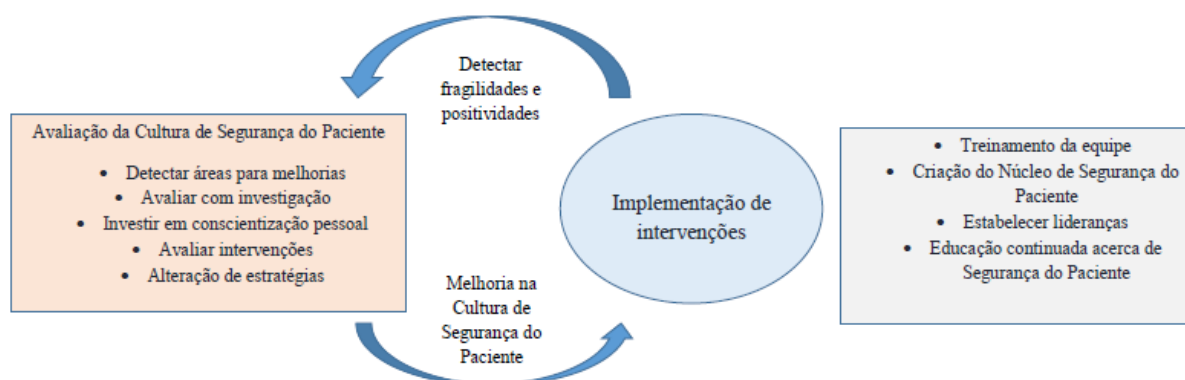 Detectar
fragilidades e
positividades
Avaliação da Cultura de Segurança do Paciente
• Detectar áreas para melhorias
• Avaliar com investigação
• Investir em conscientização pessoal
• Avaliar intervenções
• Alteração de estratégias
Implementação de
intervenções
• Treinamento da equipe
• Criação do Núcleo de Segurança do
Paciente
• Estabelecer lideranças
• Educação continuada acerca de
Segurança do Paciente
Melhoria na
Cultura de
Segurança do
Paciente